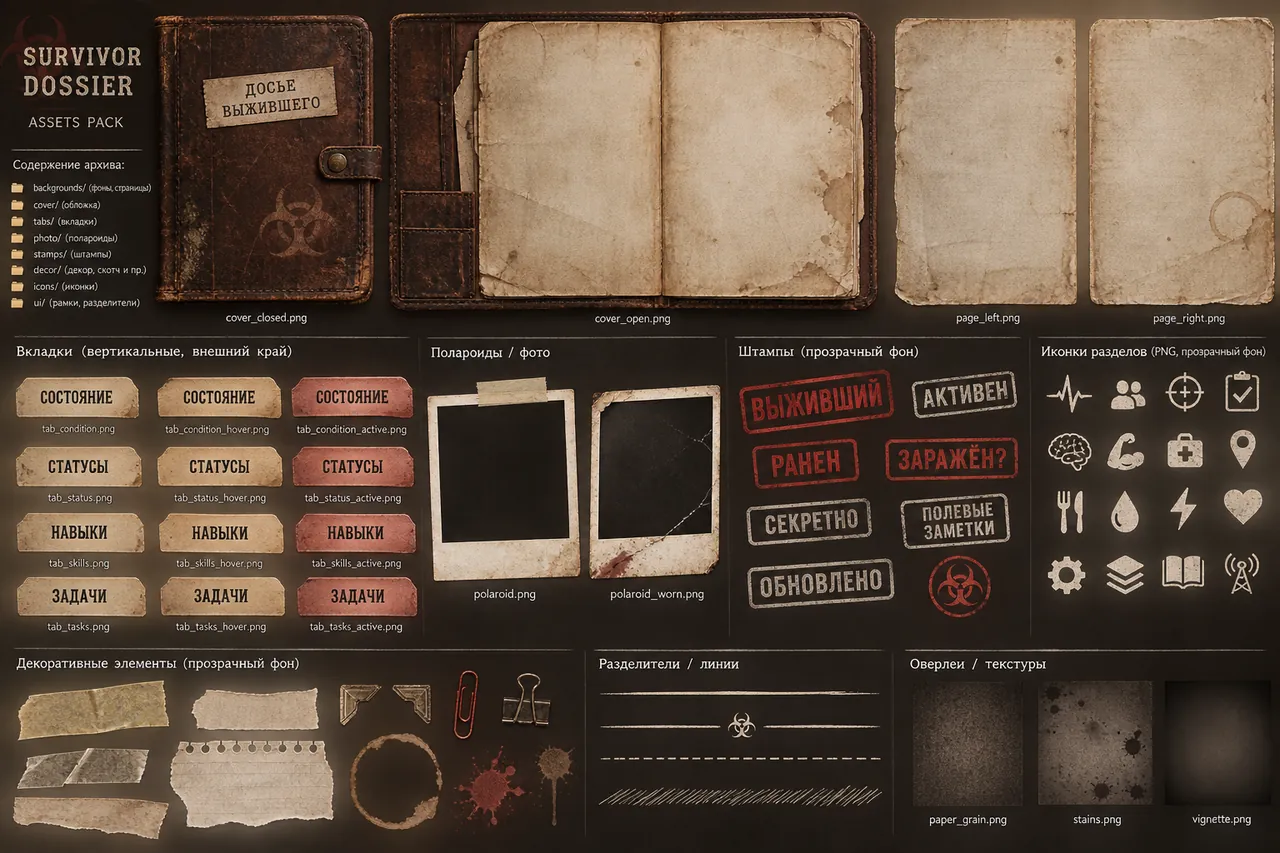 SURVIVOR
DOSSIER
ASSETS PACK
Содержение архива:
backgrounds/ (фоны, страницы)
cover/ (обложка)
tabs/ (вкладки)
photo/ (полароиды)
stamps/ (штампы)
decor/ (декор, скотч и пр.)
icons/ (иконки)
ui/ (рамки, разделители)
ДОСЬЕ
ВЫЖИВШЕГО
cover_closed.png
cover_open.png
page_left.png
page_right.png
Вкладки (вертикальные, внешний край)
СОСТОЯНИЕ
СОСТОЯНИЕ
СОСТОЯНИЕ
tab_condition.png
tab_condition_hover.png
tab_condition_active.png
СТАТУСЫ
СТАТУСЫ
СТАТУСЫ
tab_status.png
tab_status_hover.png
tab_status_active.png
НАВЫКИ
НАВЫКИ
НАВЫКИ
tab_skills.png
tab_skills_hover.png
tab_skills_active.png
ЗАДАЧИ
ЗАДАЧИ
ЗАДАЧИ
tab_tasks.png
tab_tasks_hover.png
tab_tasks_active.png
Полароиды / фото
polaroid.png
polaroid_worn.png
Штампы (прозрачный фон)
ВЫЖИВШИЙ
АКТИВЕН
РАНЕН
ЗАРАЖЁН?
СЕКРЕТНО
ПОЛЕВЫЕ
ЗАМЕТКИ
ОБНОВЛЕНО
Иконки разделов (PNG, прозрачный фон)
Декоративные элементы (прозрачный фон)
Разделители / линии
Оверлеи / текстуры
paper_grain.png
stains.png
vignette.png